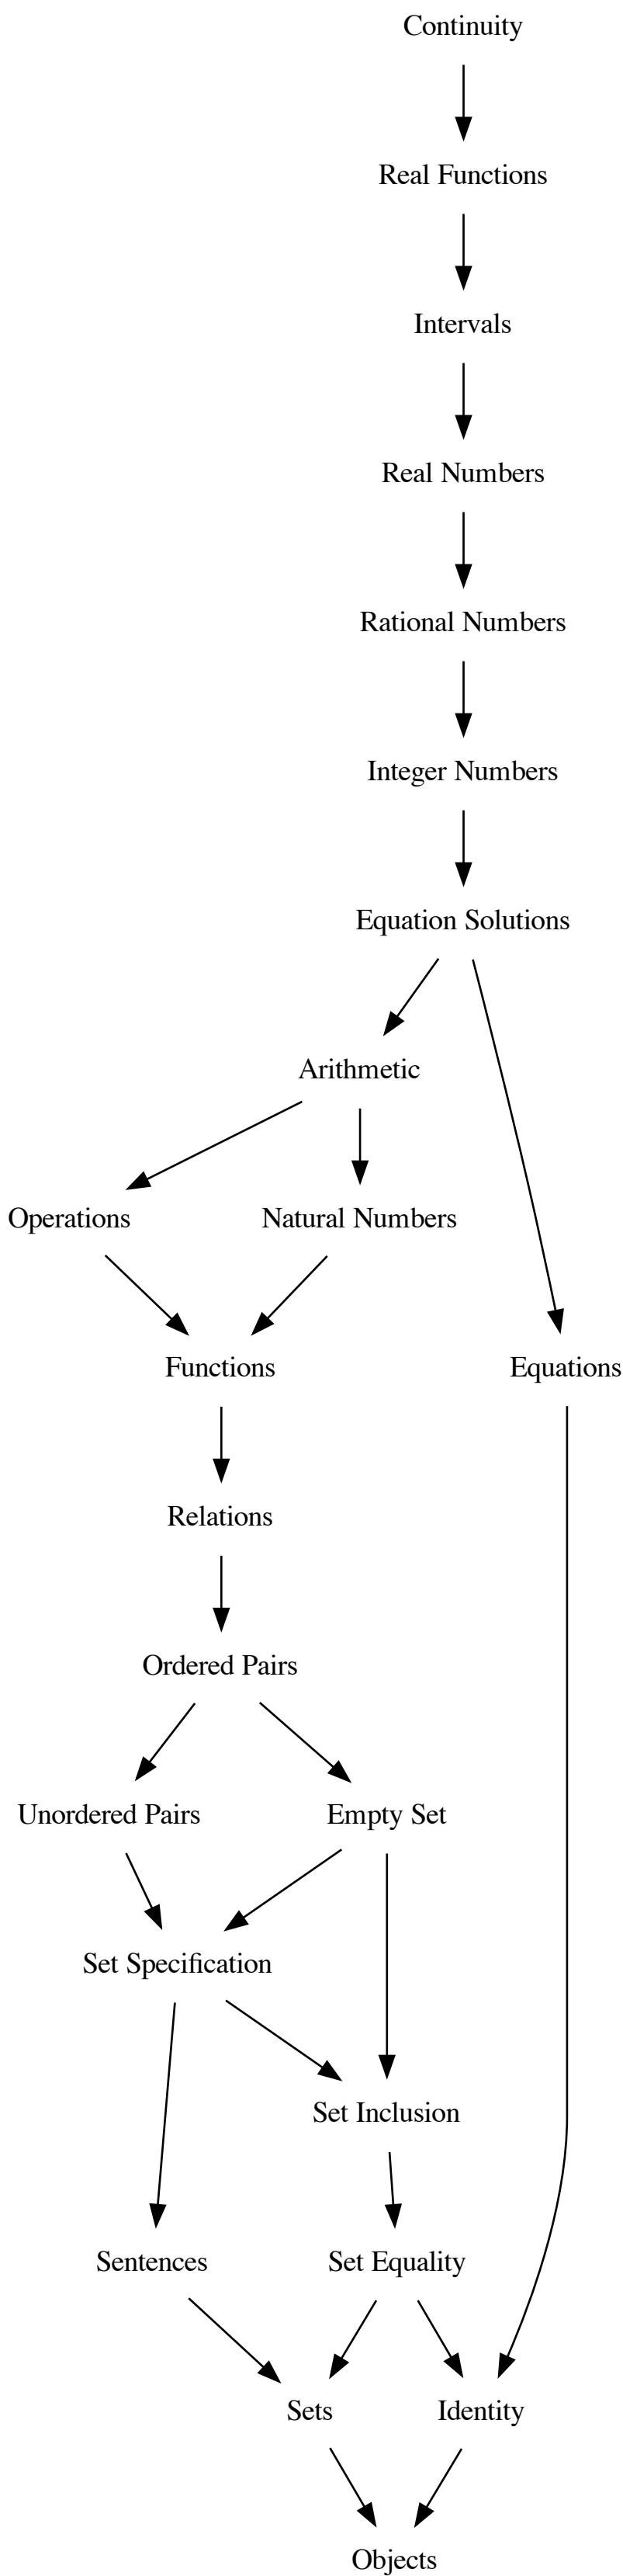 Continuity
Real Functions
Intervals
Real Numbers
Rational Numbers
Integer Numbers
Equation Solutions
Arithmetic
Operations
Natural Numbers
Functions
Equations
Relations
Ordered Pairs
Unordered Pairs
Empty Set
Set Specification
Set Inclusion
Sentences
Set Equality
Sets
Identity
Objects